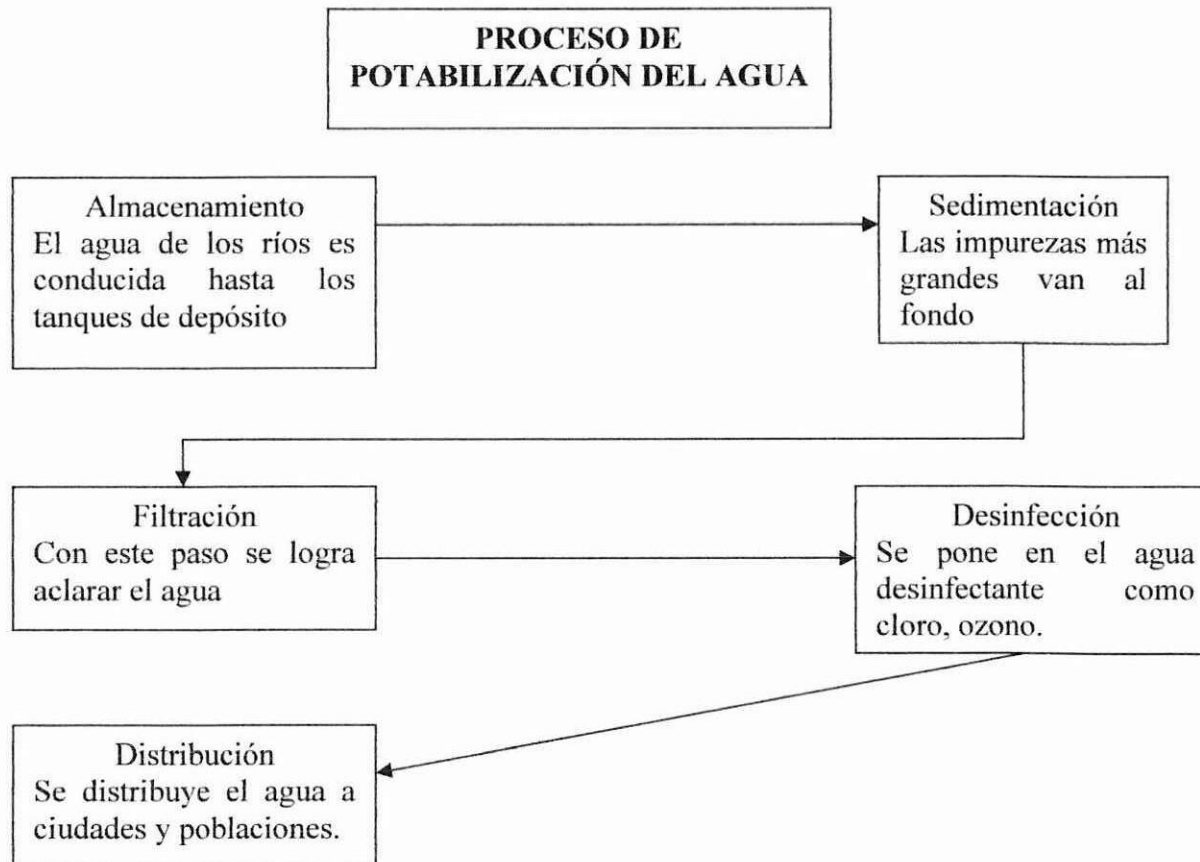 PROCESO DE
POTABILIZACIÓN DEL AGUA
Almacenamiento
El agua de los ríos es
conducida hasta los
tanques de depósito
Sedimentación
Las impurezas más
grandes van al
fondo
Filtración
Con este paso se logra
aclarar el agua
Desinfección
Se pone en el agua
desinfectante como
cloro, ozono.
Distribución
Se distribuye el agua a
ciudades y poblaciones.